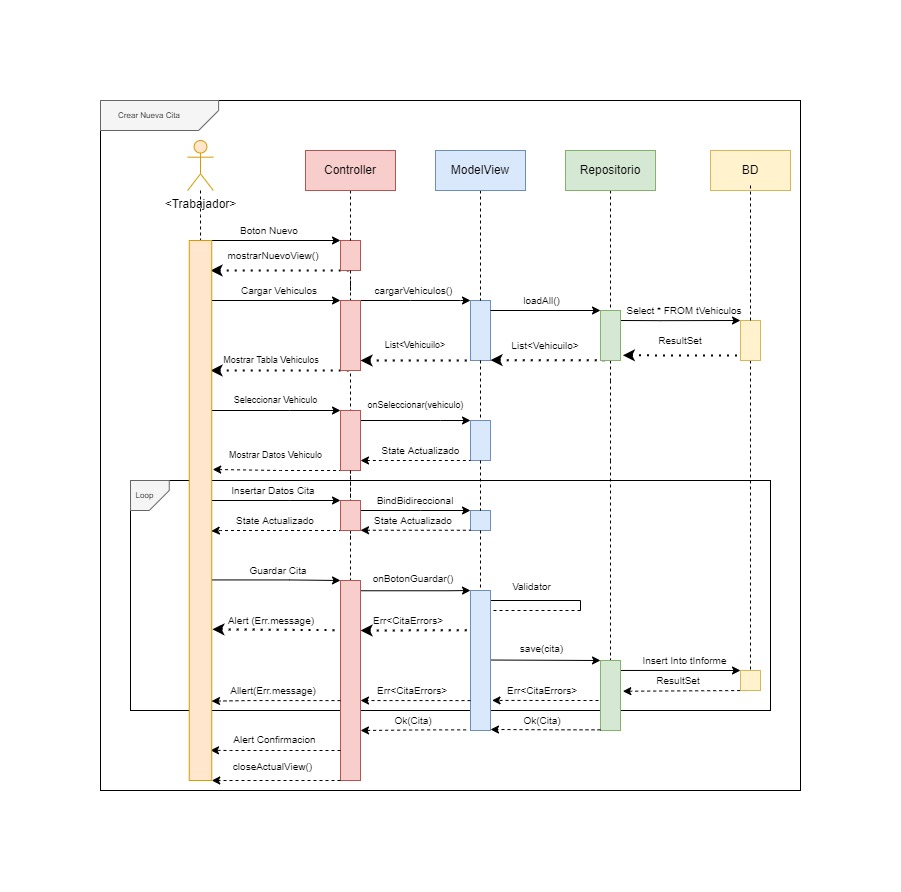 Crear Nueva Cita
Controller
ModelView
Repositorio
BD
<Trabajador>
Boton Nuevo
mostrarNuevoView()
Cargar Vehiculos
cargarVehiculos()
loadAll()
Select * FROM tVehiculos
ResultSet
List<Vehicuilo>
List<Vehiculo>
Mostrar Tabla Vehiculos
Seleccionar Vehiculo
onSeleccionar(vehiculo)
State Actualizado
Mostrar Datos Vehiculo
Loop
Insertar Datos Cita
BindBidireccional
State Actualizado
State Actualizado
Guardar Cita
onBotonGuardar()
Validator
Alert (Err.message)
Err<CitaErrors>
save(cita)
Insert Into tInforme
ResultSet
Allert(Err.message)
Err<CitaErrors>
Err<CitaErrors>
Ok(Cita)
Ok(Cita)
Alert Confirmacion
closeActualView()